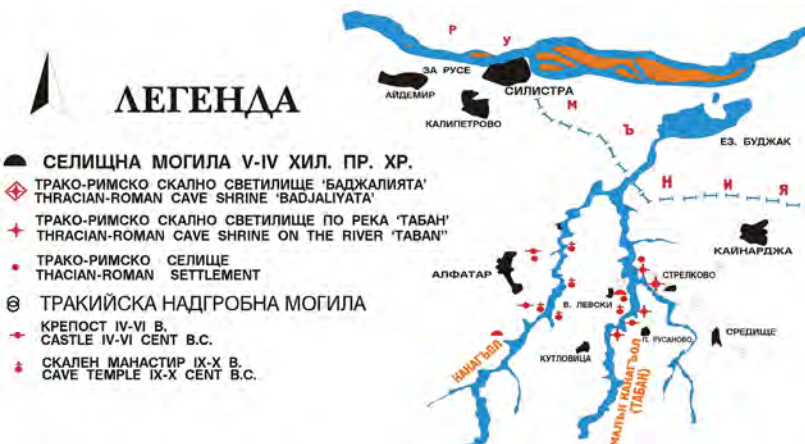 ЛЕГЕНДА
СЕЛИЩНА МОГИЛА V-IV ХИЛ. ПР. ХР.
ТРАКО-РИМСКО СКАЛНО СВЕТИЛИЩЕ 'БАДЖАЛИЯТА'
THRACIAN-ROMAN CAVE SHRINE 'BADJALIYATA'
ТРАКО-РИМСКО СКАЛНО СВЕТИЛИЩЕ ПО РЕКА 'ТАБАН'
THRACIAN-ROMAN CAVE SHRINE ON THE RIVER 'TABAN"
ТРАКО-РИМСКО СЕЛИЩЕ
THACIAN-ROMAN SETTLEMENT
ТРАКИЙСКА НАДГРОБНА МОГИЛА
КРЕПОСТ IV-VI В.
CASTLE IV-VI CENT B.C.
СКАЛЕН МАНАСТИР IX-X В.
CAVE TEMPLE IX-X CENT B.C.
Р У М Ъ Н И Я
ЗА РУСЕ
АЙДЕМИР
СИЛИСТРА
КАЛИПЕТРОВО
ЕЗ. БУДЖАК
КАЙНАРДЖА
АЛФАТАР
СТРЕЛКОВО
В. ЛЕВСКИ
П. РУСАНОВО
СРЕДИЩЕ
КУТЛОВИЦА
КАНАГЪОЛ
МАЛЪК КАНАГЪОЛ
(ТАБАН)